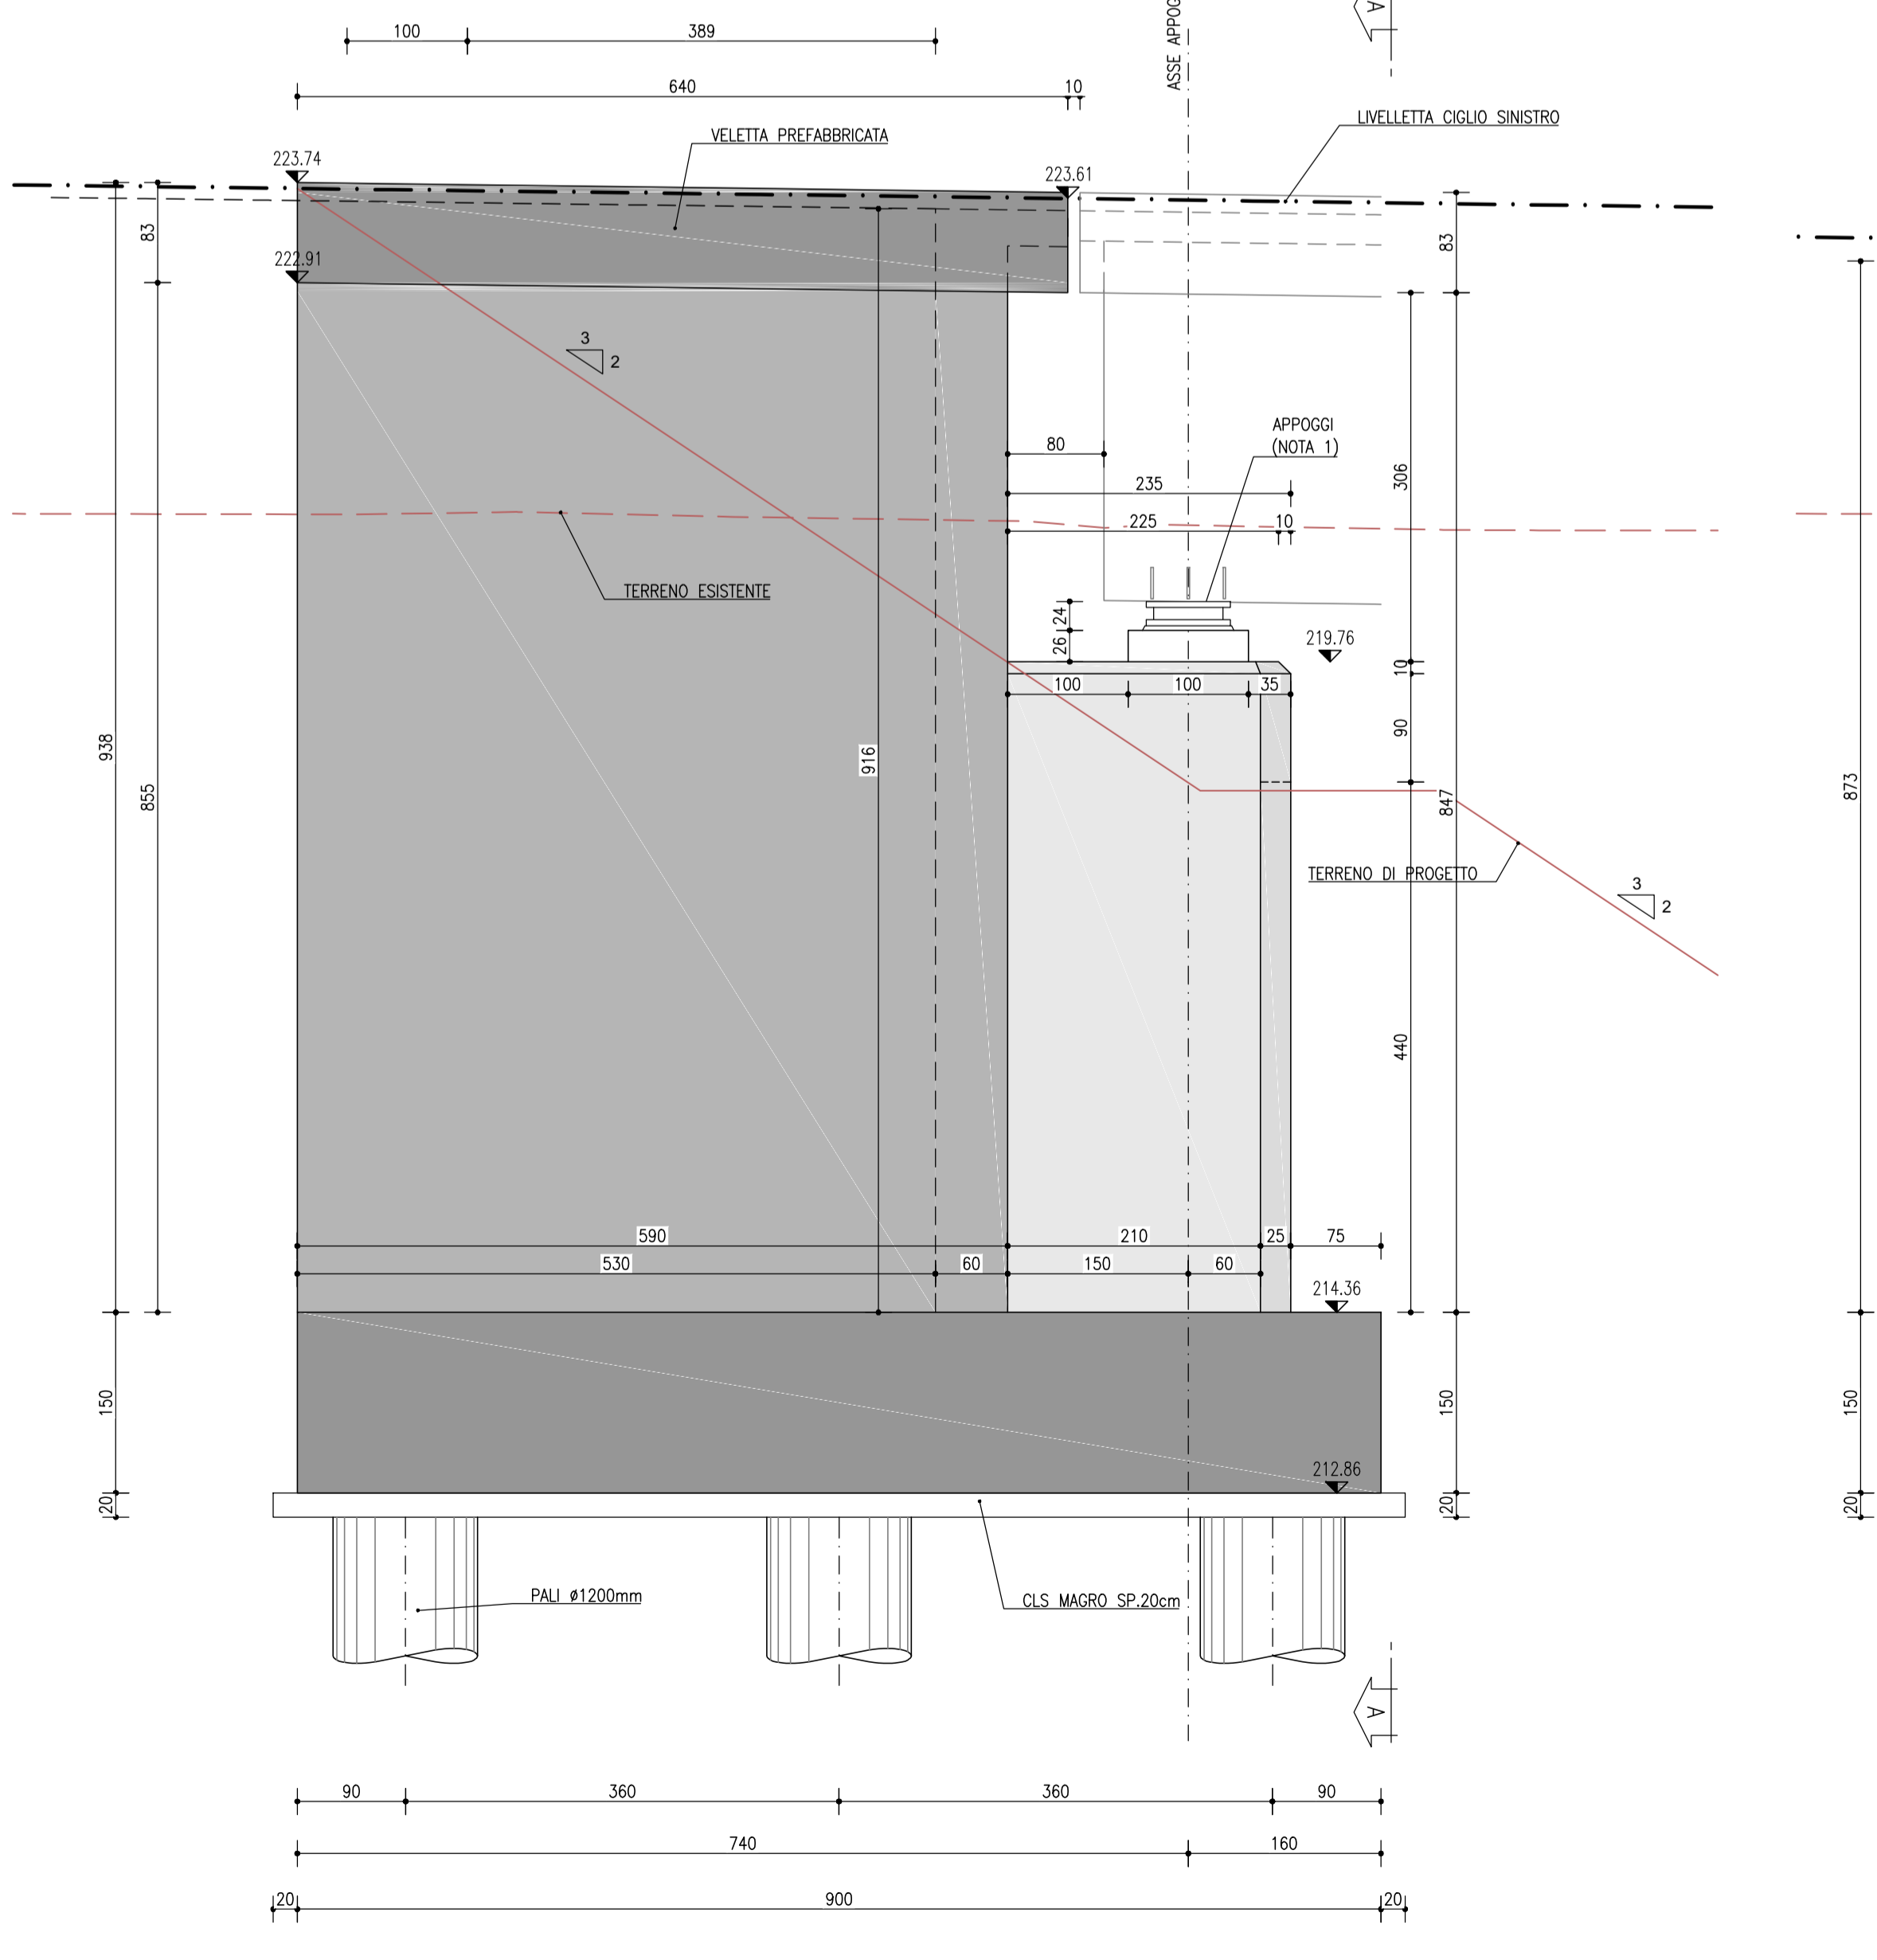 A
ASSE APPOG
100 389
640 10
LIVELLETTA CIGLIO SINISTRO
VELETTA PREFABBRICATA
223.74
223.61
83
83
222.91
3
2
APPOGGI
(NOTA 1)
80
306
235
225 10
TERRENO ESISTENTE
24
26
219.76
10
100 100 35
90
938
916
855
847
873
TERRENO DI PROGETTO
3
2
440
590 210 25 75
530 60 150 60
214.36
150
150
150
212.86
20
20
20
PALI ø1200mm
CLS MAGRO SP.20cm
A
90 360 360 90
740 160
20 900 20